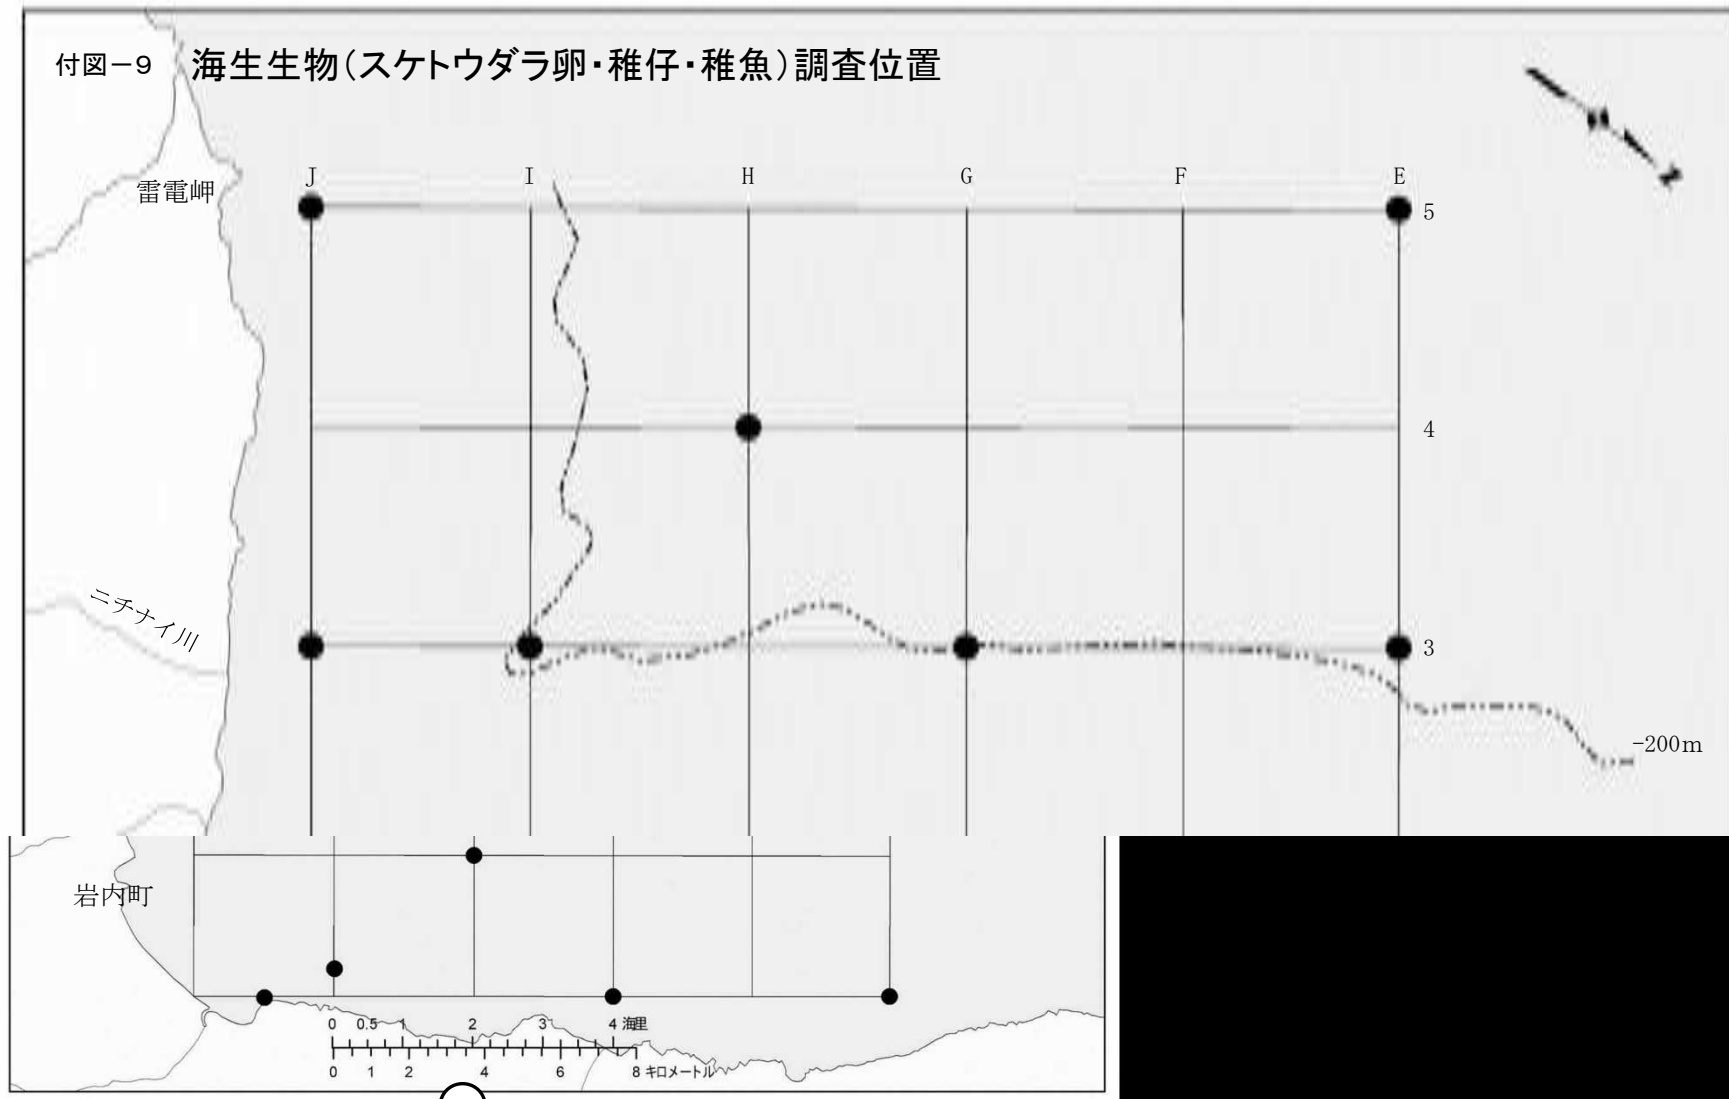 付図－9　海生生物（スケトウダラ卵・稚仔・稚魚）調査位置
N
雷電岬
J I H G F E
5
4
ニチナイ川
3
-200m
岩内町
0 0.5 1 2 3 4 海里
0 1 2 4 6 8 キロメートル